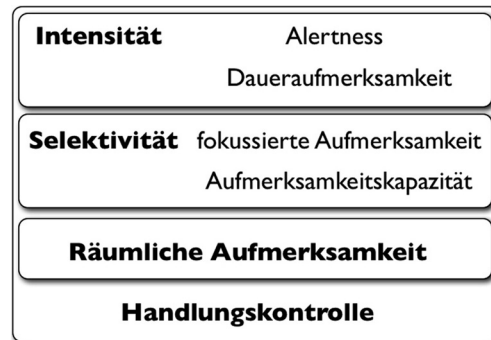 Intensität Alertness
Daueraufmerksamkeit
Selektivität fokussierte Aufmerksamkeit
Aufmerksamkeitskapazität
Räumliche Aufmerksamkeit
Handlungskontrolle